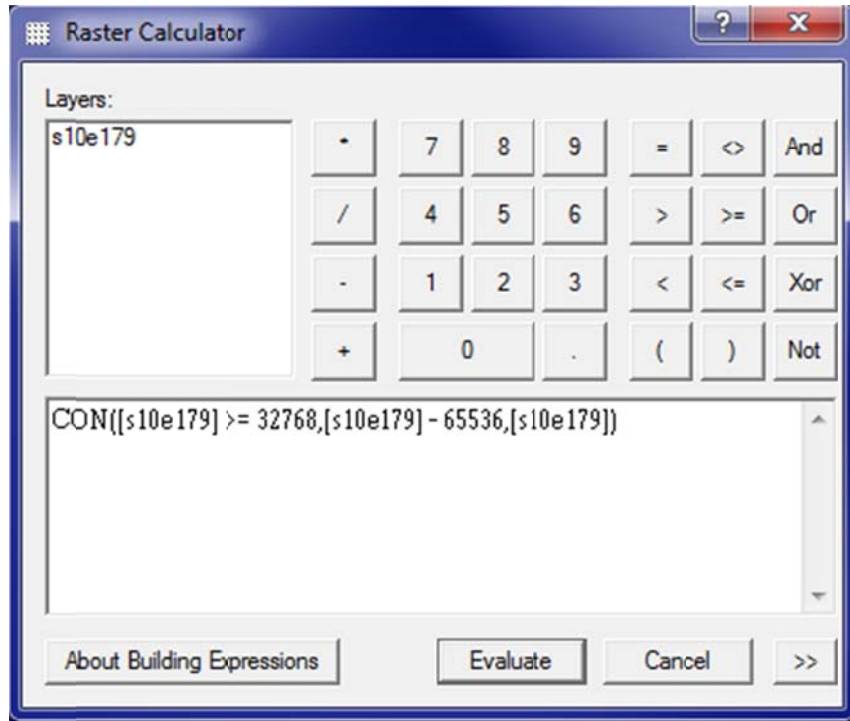 Raster Calculator
?
X
Layers:
s10e179
* 7 8 9 = <> And
/ 4 5 6 > >= Or
- 1 2 3 < <= Xor
+ 0 . ( ) Not
CON([s10e179] >= 32768,[s10e179] - 65536,[s10e179])
About Building Expressions
Evaluate
Cancel
>>